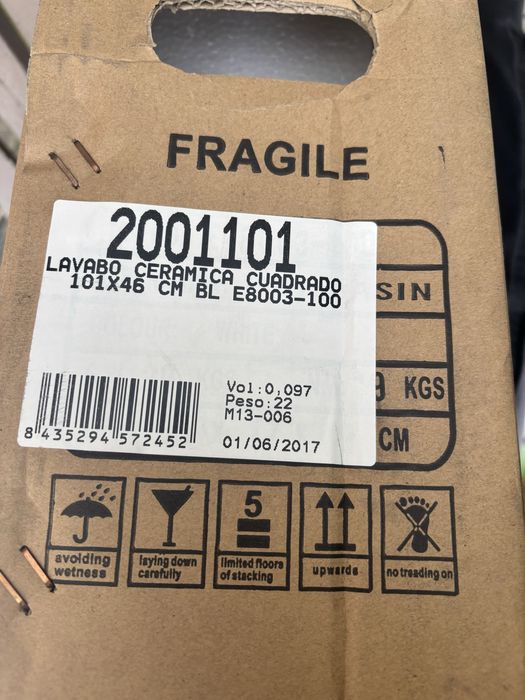 FRAGILE
2001101
LAVABO CERAMICA CUADRADO
101X46 CM BL E8003-100
SIN
Vol:0,097
Peso:22
M13-006
9 KGS
8 435294 572452
01/06/2017
CM
5
avoiding
wetness
laying down
carefully
limited floors
of stacking
upwards
no treading on